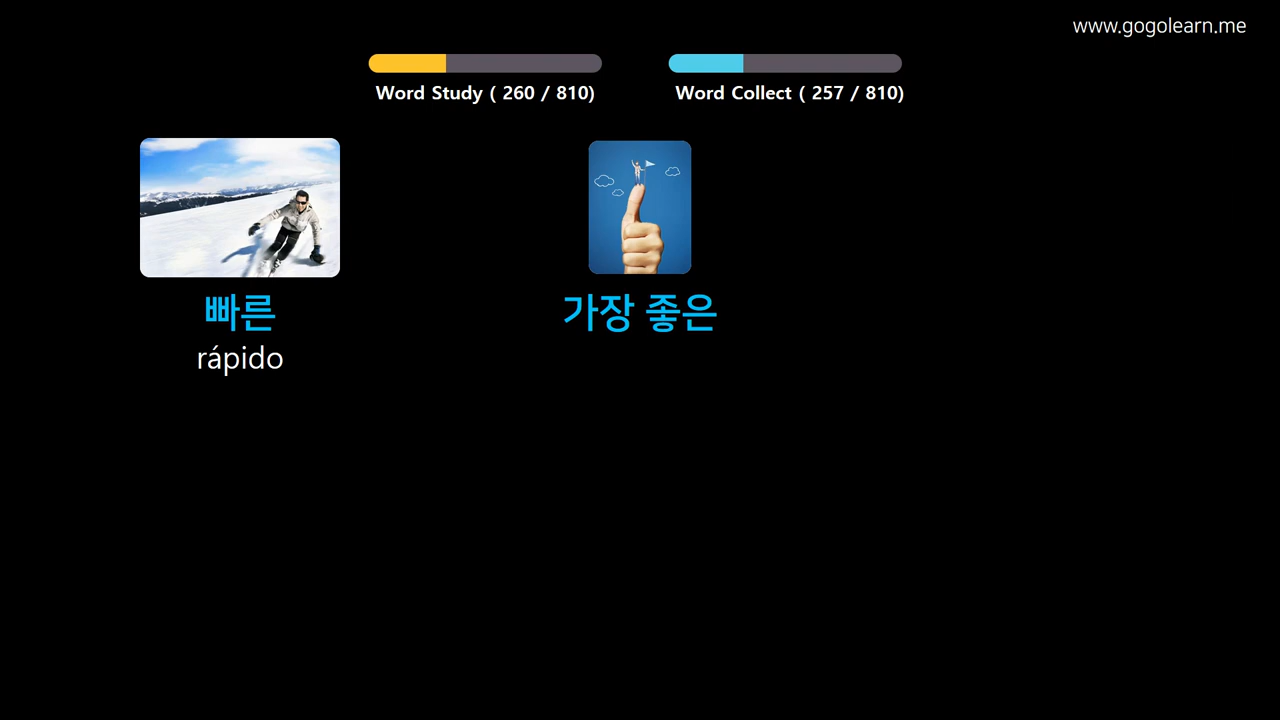 www.gogolearn.me
Word Study ( 260 / 810)
Word Collect ( 257 / 810)
빠른
rápido
가장 좋은